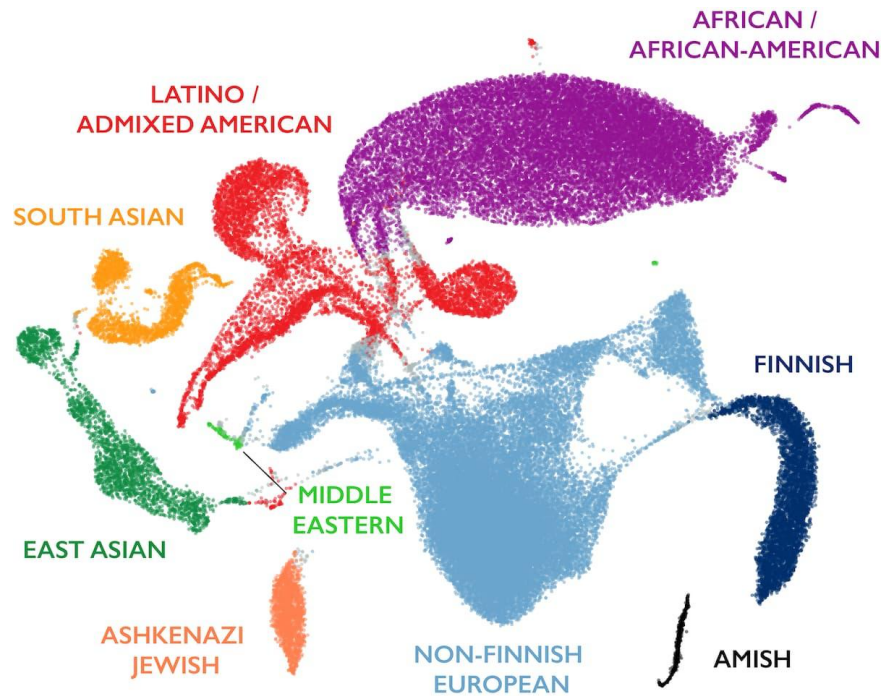 AFRICAN /
AFRICAN-AMERICAN
LATINO /
ADMIXED AMERICAN
SOUTH ASIAN
FINNISH
MIDDLE
EASTERN
EAST ASIAN
ASHKENAZI
JEWISH
NON-FINNISH
EUROPEAN
AMISH